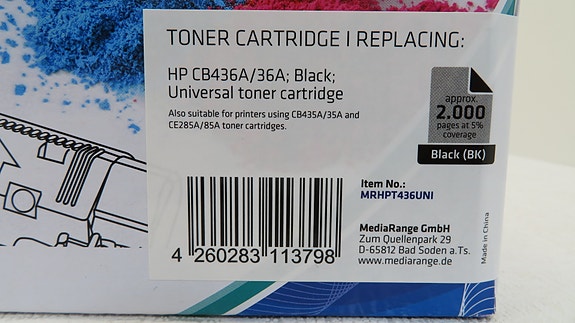 TONER CARTRIDGE I REPLACING:
HP CB436A/36A; Black;
Universal toner cartridge
Also suitable for printers using CB435A/35A and
CE285A/85A toner cartridges.
approx.
2.000
pages at 5%
coverage
Black (BK)
Item No.:
MRHPT436UNI
MediaRange GmbH
Zum Quellenpark 29
D-65812 Bad Soden a.Ts.
www.mediarange.de
Made in China
4 260283 113798